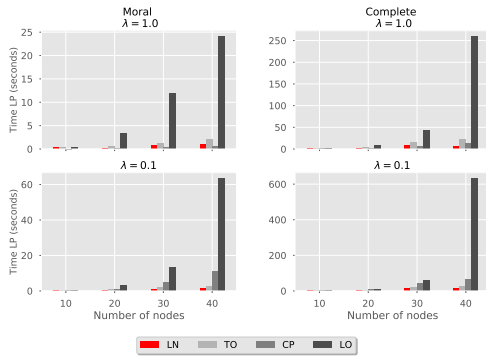 Moral
λ = 1.0
Complete
λ = 1.0
Time LP (seconds)
25
20
15
10
5
0
250
200
150
100
50
0
λ = 0.1
λ = 0.1
Time LP (seconds)
60
40
20
0
600
400
200
0
10 20 30 40
10 20 30 40
Number of nodes
Number of nodes
LN TO CP LO